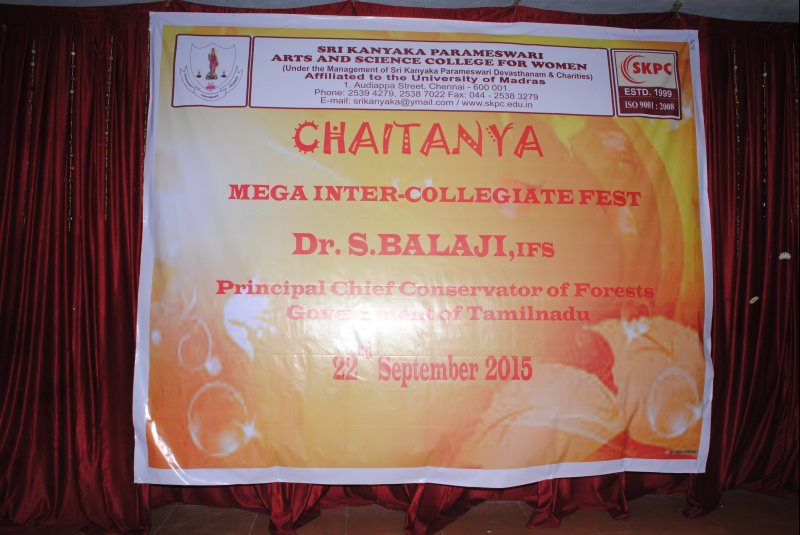 SRI KANYAKA PARAMESWARI
ARTS AND SCIENCE COLLEGE FOR WOMEN
(Under the Management of Sri Kanyaka Parameswari Devasthanam & Charities)
Affiliated to the University of Madras
1. Audiappa Street, Chennai - 600 001
Phone: 2539 4279, 2538 7022 Fax: 044 - 2538 3279
E-mail: srikanyaka@ymail.com / www.skpc.edu.in
SKPC
ESTD. 1999
ISO 9001 : 2008
CHAITANYA
MEGA INTER-COLLEGIATE FEST
Dr. S.BALAJI,IFS
Principal Chief Conservator of Forests
Government of Tamilnadu
22nd September 2015